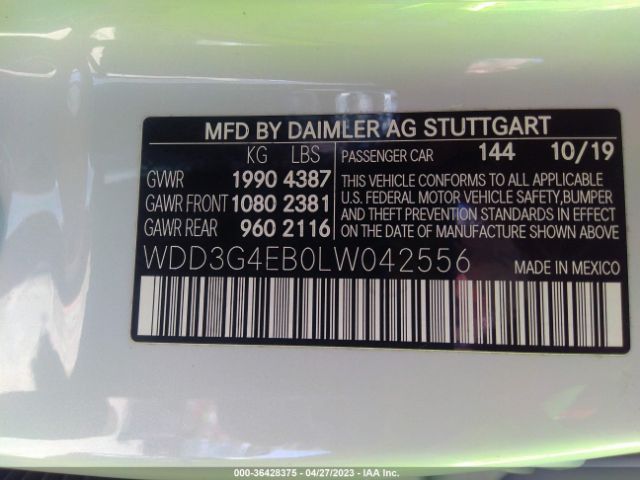 MFD BY DAIMLER AG STUTTGART
KG LBS
GVWR 1990 4387
GAWR FRONT 1080 2381
GAWR REAR 960 2116
PASSENGER CAR 144 10/19
THIS VEHICLE CONFORMS TO ALL APPLICABLE
U.S. FEDERAL MOTOR VEHICLE SAFETY,BUMPER
AND THEFT PREVENTION STANDARDS IN EFFECT
ON THE DATE OF MANUFACTURE SHOWN ABOVE
WDD3G4EB0LW042556 MADE IN MEXICO
000-36428375 - 04/27/2023 - IAA Inc.